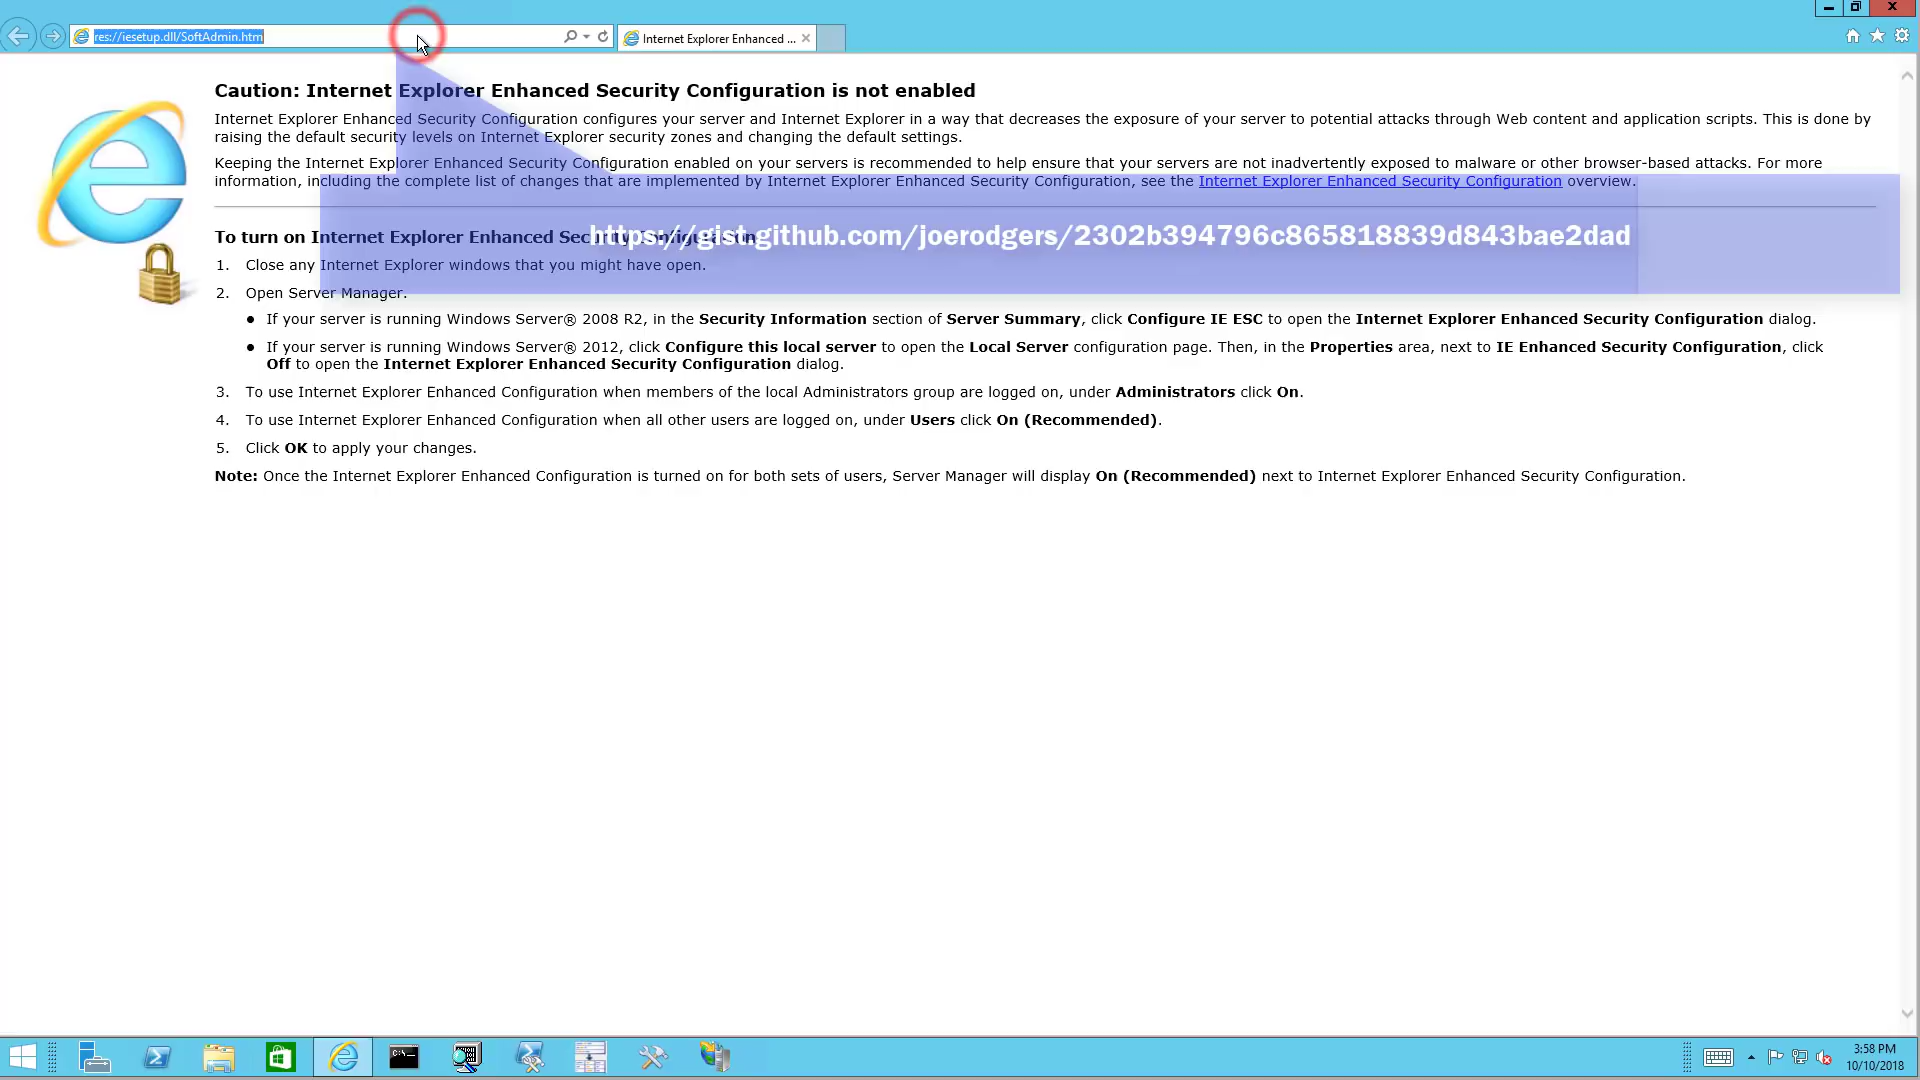 res://iesetup.dll/SoftAdmin.htm
Internet Explorer Enhanced ...
Caution: Internet Explorer Enhanced Security Configuration is not enabled
Internet Explorer Enhanced Security Configuration configures your server and Internet Explorer in a way that decreases the exposure of your server to potential attacks through Web content and application scripts. This is done by
raising the default security levels on Internet Explorer security zones and changing the default settings.
Keeping the Internet Explorer Enhanced Security Configuration enabled on your servers is recommended to help ensure that your servers are not inadvertently exposed to malware or other browser-based attacks. For more
information, including the complete list of changes that are implemented by Internet Explorer Enhanced Security Configuration, see the Internet Explorer Enhanced Security Configuration overview.
https://gist.github.com/joerodgers/2302b394796c865818839d843bae2dad
To turn on Internet Explorer Enhanced Security Configuration
1. Close any Internet Explorer windows that you might have open.
2. Open Server Manager.
● If your server is running Windows Server® 2008 R2, in the Security Information section of Server Summary, click Configure IE ESC to open the Internet Explorer Enhanced Security Configuration dialog.
● If your server is running Windows Server® 2012, click Configure this local server to open the Local Server configuration page. Then, in the Properties area, next to IE Enhanced Security Configuration, click
Off to open the Internet Explorer Enhanced Security Configuration dialog.
3. To use Internet Explorer Enhanced Configuration when members of the local Administrators group are logged on, under Administrators click On.
4. To use Internet Explorer Enhanced Configuration when all other users are logged on, under Users click On (Recommended).
5. Click OK to apply your changes.
Note: Once the Internet Explorer Enhanced Configuration is turned on for both sets of users, Server Manager will display On (Recommended) next to Internet Explorer Enhanced Security Configuration.
3:58 PM
10/10/2018